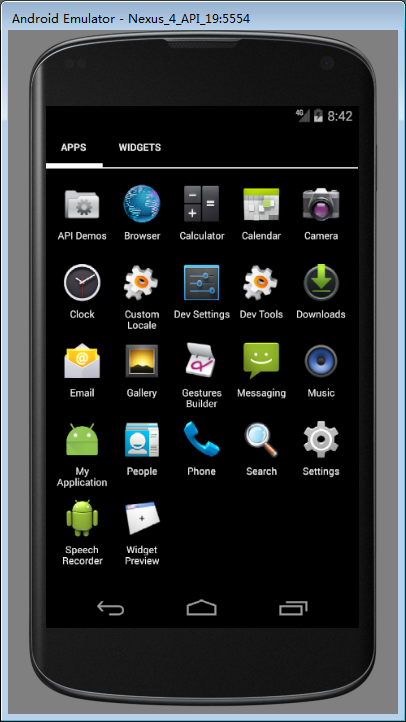 Android Emulator - Nexus_4_API_19:5554
4G 8:42
APPS WIDGETS
API Demos Browser Calculator Calendar Camera
Clock Custom Locale Dev Settings Dev Tools Downloads
Email Gallery Gestures Builder Messaging Music
My Application People Phone Search Settings
Speech Recorder Widget Preview